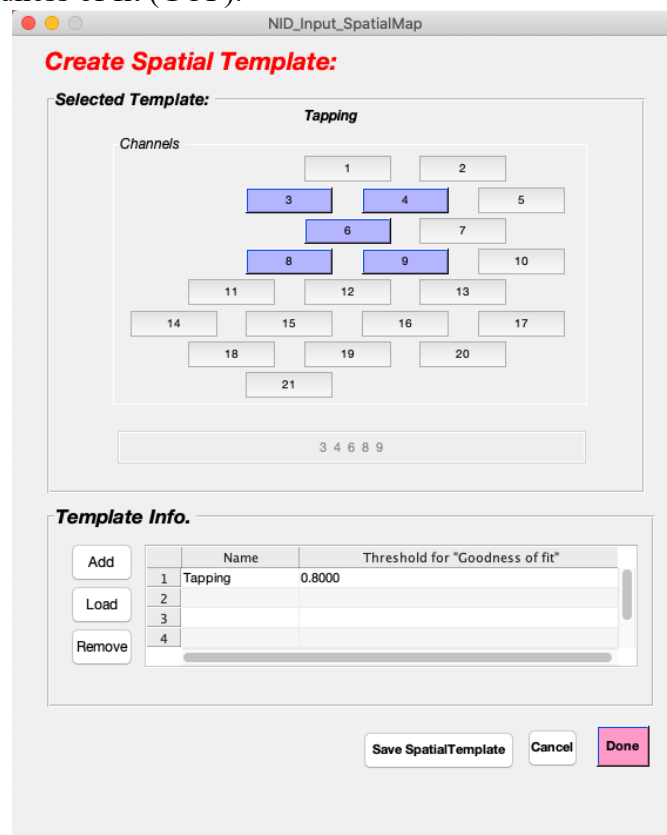 NID_Input_SpatialMap
Create Spatial Template:
Selected Template:
Tapping
Channels
1 2
3 4 5
6 7
8 9 10
11 12 13
14 15 16 17
18 19 20
21
3 4 6 8 9
Template Info.
Add
Load
Remove
Name Threshold for "Goodness of fit"
1 Tapping 0.8000
2
3
4
Save SpatialTemplate Cancel Done